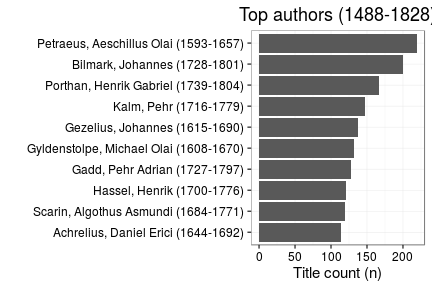 Top authors (1488-1828)
Petraeus, Aeschillus Olai (1593-1657)
Bilmark, Johannes (1728-1801)
Porthan, Henrik Gabriel (1739-1804)
Kalm, Pehr (1716-1779)
Gezelius, Johannes (1615-1690)
Gyldenstolpe, Michael Olai (1608-1670)
Gadd, Pehr Adrian (1727-1797)
Hassel, Henrik (1700-1776)
Scarin, Algothus Asmundi (1684-1771)
Achrelius, Daniel Erici (1644-1692)
0 50 100 150 200
Title count (n)